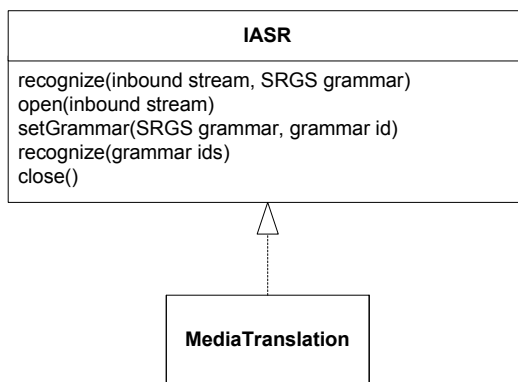 IASR
recognize(inbound stream, SRGS grammar)
open(inbound stream)
setGrammar(SRGS grammar, grammar id)
recognize(grammar ids)
close()
MediaTranslation